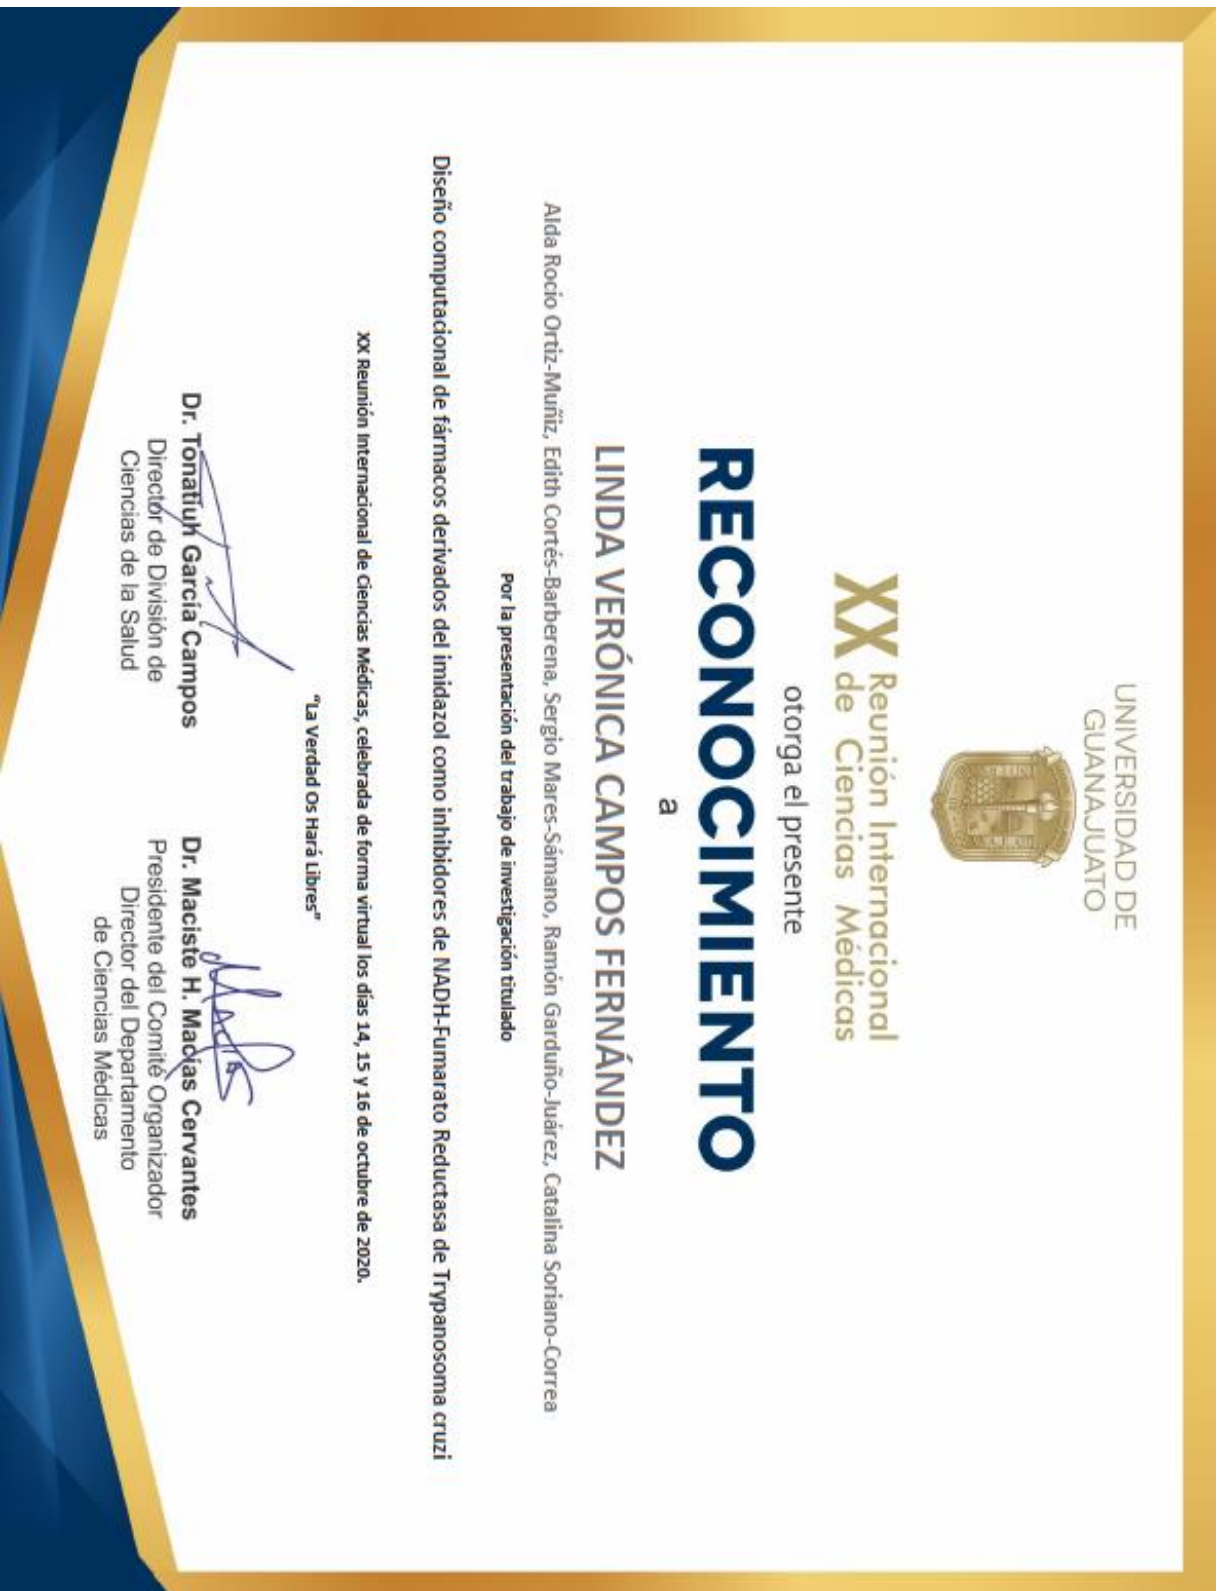 UNIVERSIDAD DE
GUANAJUATO
XX Reunión Internacional
de Ciencias Médicas
otorga el presente
RECONOCIMIENTO
a
LINDA VERÓNICA CAMPOS FERNÁNDEZ
Alda Rocío Ortiz-Muñiz, Edith Cortés-Barberena, Sergio Mares-Sámano, Ramón Garduño-Juárez, Catalina Soriano-Correa
Por la presentación del trabajo de investigación titulado
Diseño computacional de fármacos derivados del imidazol como inhibidores de NADH-Fumarato Reductasa de Trypanosoma cruzi
XX Reunión Internacional de Ciencias Médicas, celebrada de forma virtual los días 14, 15 y 16 de octubre de 2020.
"La Verdad Os Hará Libres"
Dr. Tonatiuh García Campos
Director de División de
Ciencias de la Salud
Dr. Maciste H. Macías Cervantes
Presidente del Comité Organizador
Director del Departamento
de Ciencias Médicas